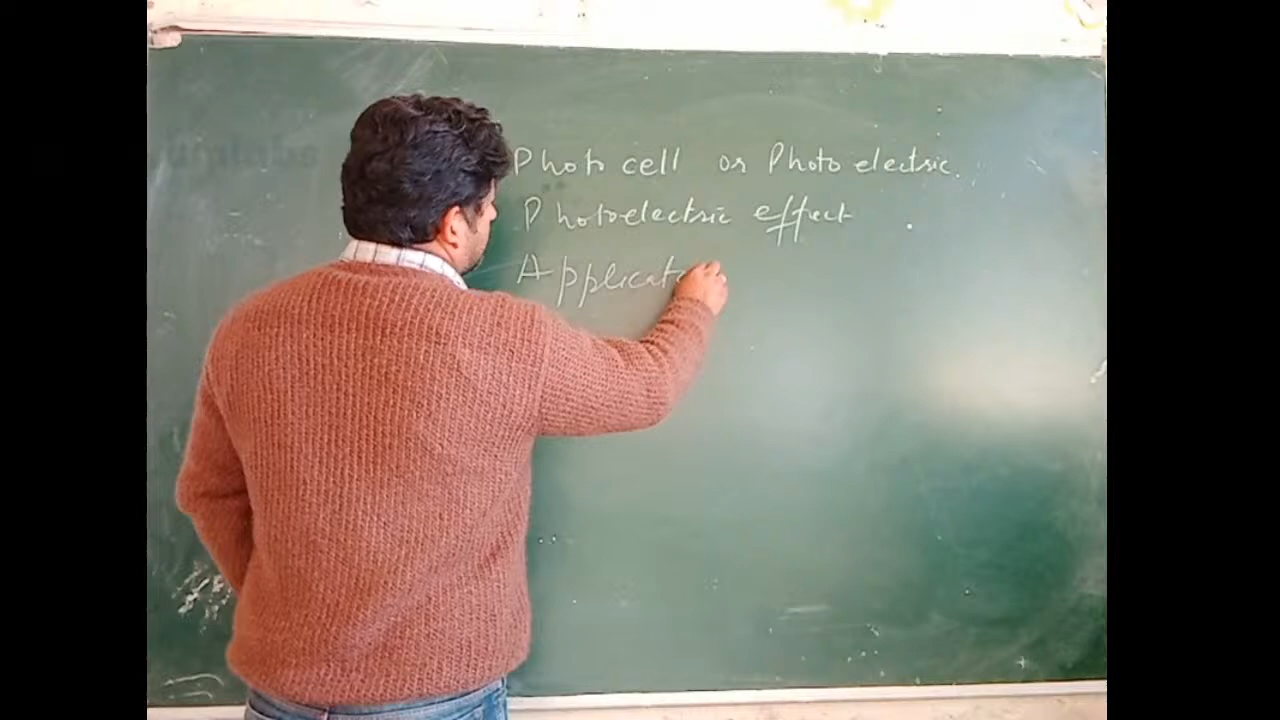 Photo cell or Photo electric.
Photoelectric effect
Applicat